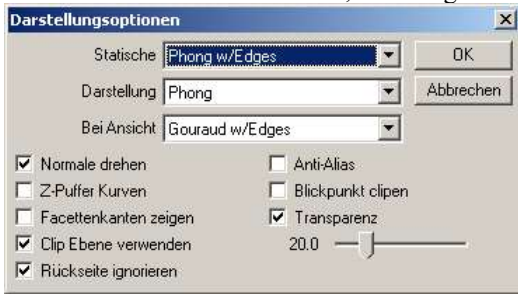 Darstellungsoptionen
Statische Phong w/Edges OK
Darstellung Phong Abbrechen
Bei Ansicht Gouraud w/Edges
Normale drehen Anti-Alias
Z-Puffer Kurven Blickpunkt clipen
Facettenkanten zeigen Transparenz
Clip Ebene verwenden 20.0
Rückseite ignorieren